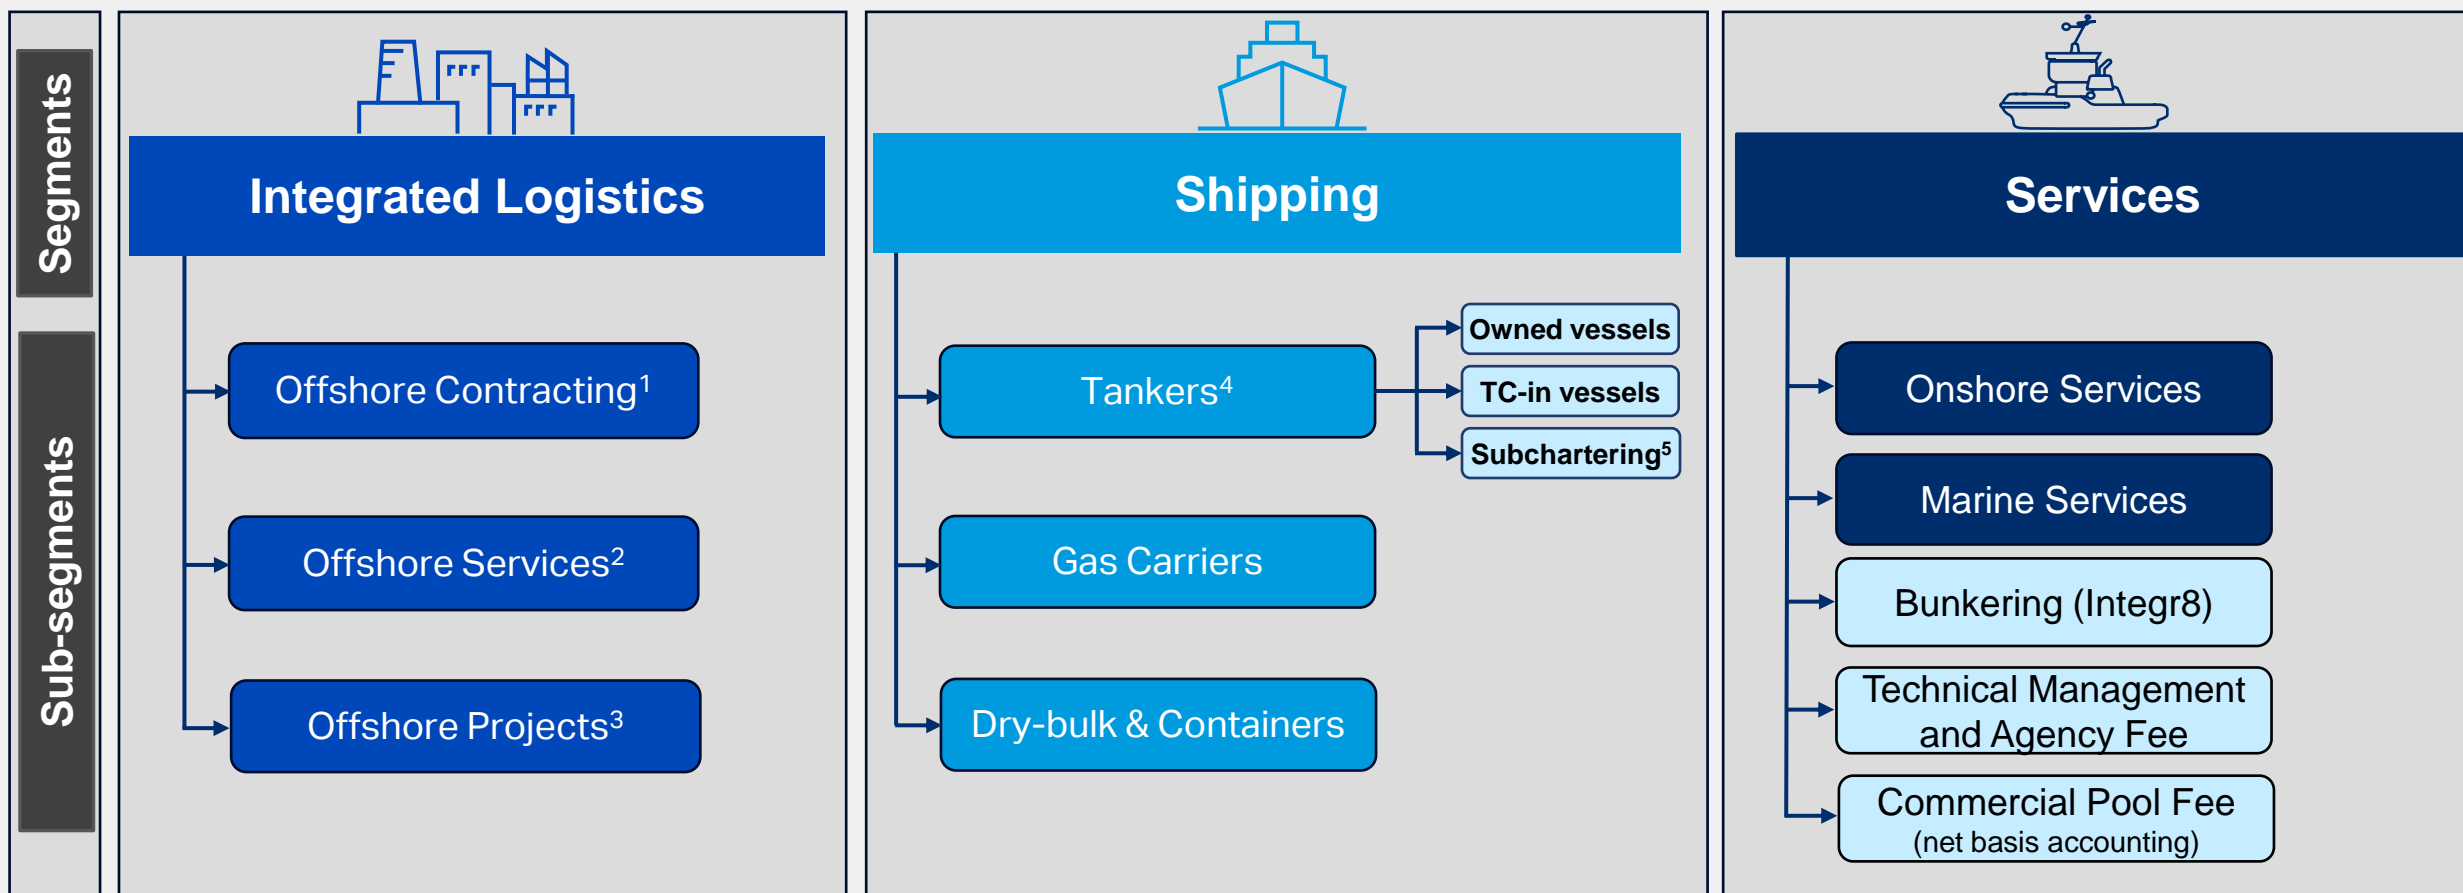 Segments
Sub-segments
Integrated Logistics
Offshore Contracting¹
Offshore Services²
Offshore Projects³
Shipping
Tankers⁴
Owned vessels
TC-in vessels
Subchartering⁵
Gas Carriers
Dry-bulk & Containers
Services
Onshore Services
Marine Services
Bunkering (Integr8)
Technical Management
and Agency Fee
Commercial Pool Fee
(net basis accounting)